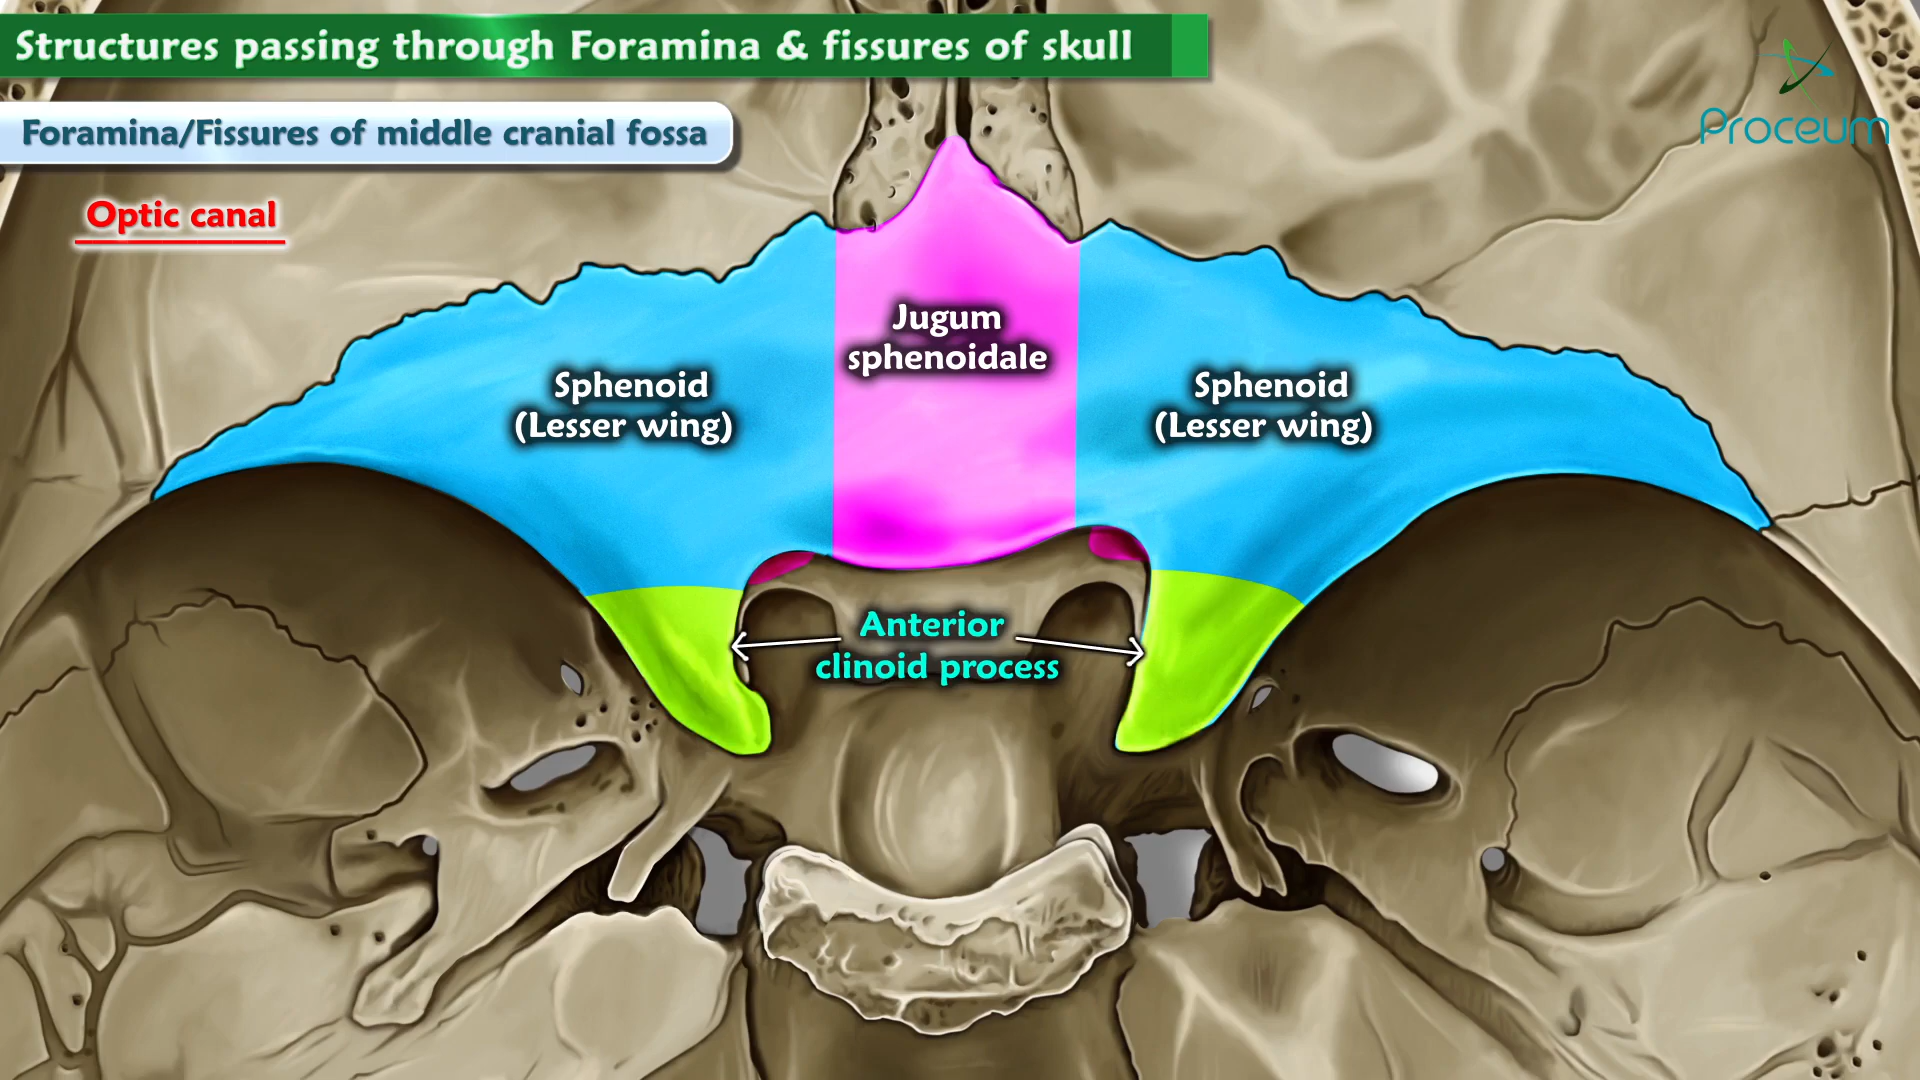 Structures passing through Foramina & fissures of skull
Proceum
Foramina/Fissures of middle cranial fossa
Optic canal
Jugum
sphenoidale
Sphenoid
(Lesser wing)
Sphenoid
(Lesser wing)
Anterior
clinoid process